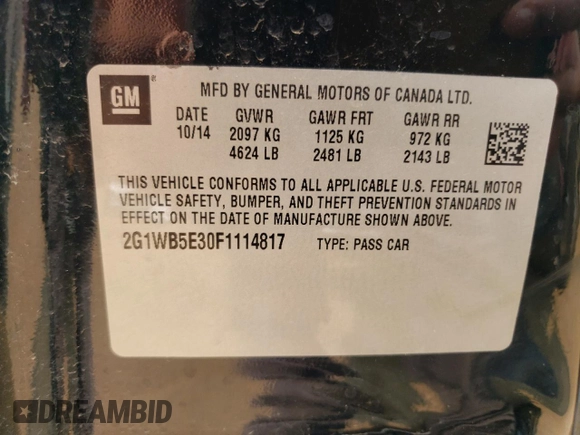 GM
®
MFD BY GENERAL MOTORS OF CANADA LTD.
DATE GVWR GAWR FRT GAWR RR
10/14 2097 KG 1125 KG 972 KG
4624 LB 2481 LB 2143 LB
THIS VEHICLE CONFORMS TO ALL APPLICABLE U.S. FEDERAL MOTOR
VEHICLE SAFETY, BUMPER, AND THEFT PREVENTION STANDARDS IN
EFFECT ON THE DATE OF MANUFACTURE SHOWN ABOVE.
2G1WB5E30F1114817 TYPE: PASS CAR
DREAMBID